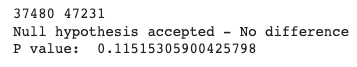 37480 47231
Null hypothesis accepted – No difference
P value:  0.11515305900425798